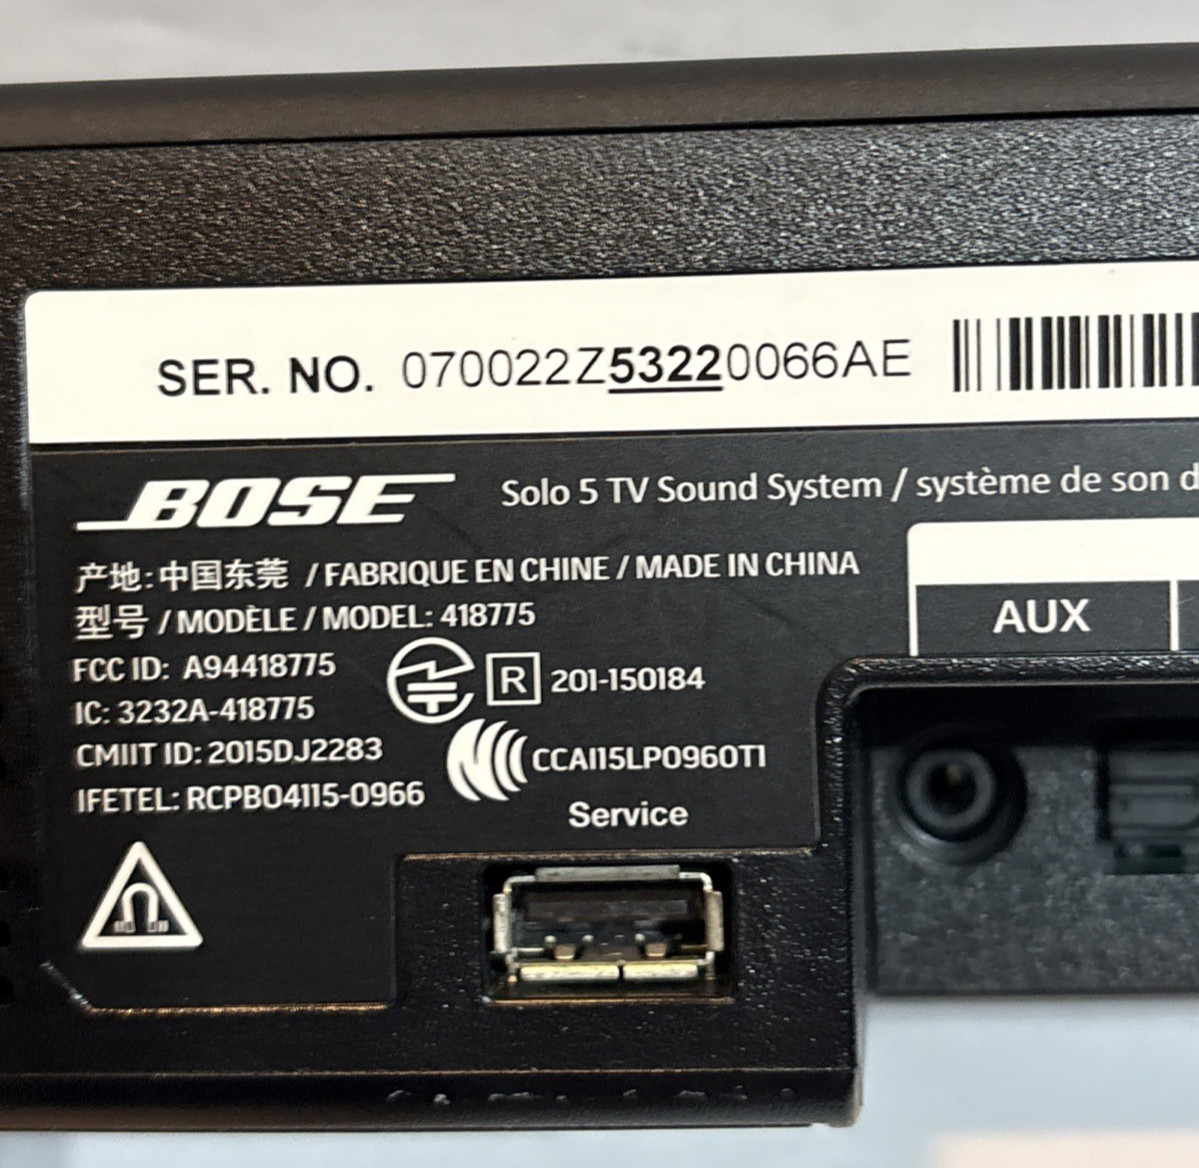 SER. NO. 070022Z53220066AE
BOSE
Solo 5 TV Sound System / système de son d
产地:中国东莞 / FABRIQUE EN CHINE / MADE IN CHINA
型号 / MODÈLE / MODEL: 418775
FCC ID: A94418775
R 201-150184
IC: 3232A-418775
CMIIT ID: 2015DJ2283
CCAI15LP0960T1
IFETEL: RCPBO4115-0966
Service
AUX